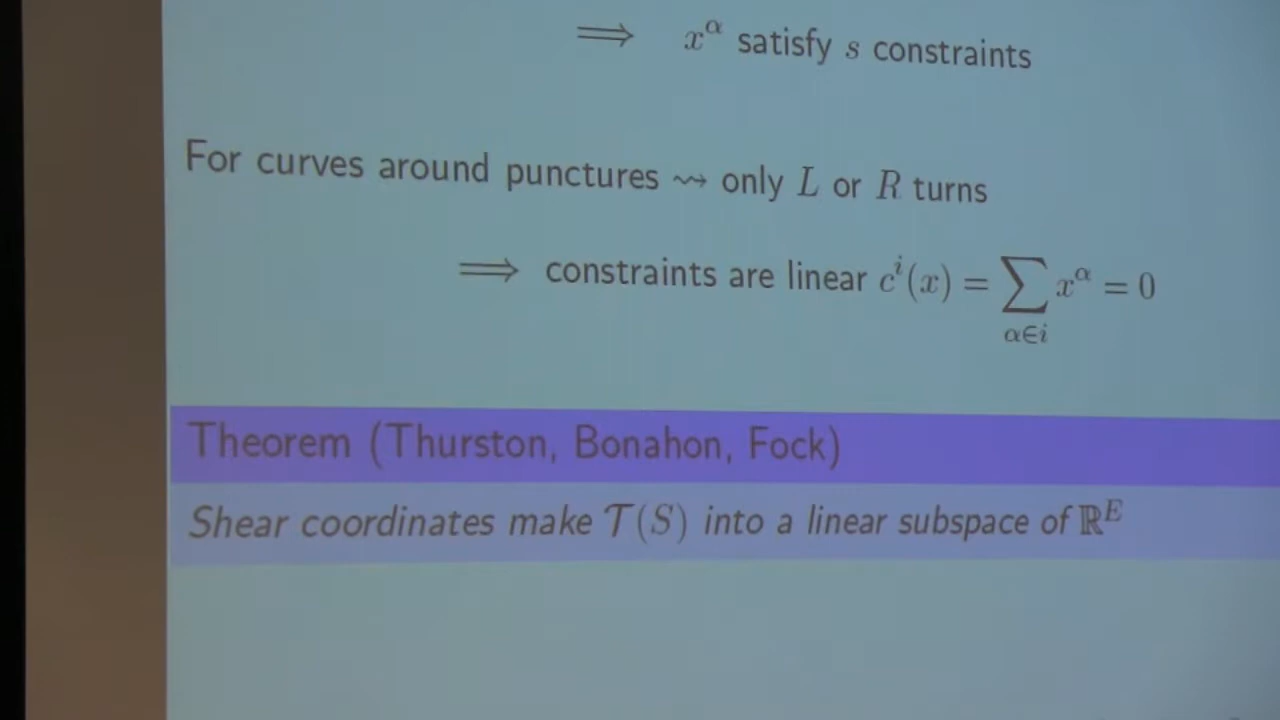 ⟹ x^α satisfy s constraints
For curves around punctures ⇝ only L or R turns
⟹ constraints are linear c^i(x) = ∑_{α∈i} x^α = 0
Theorem (Thurston, Bonahon, Fock)
Shear coordinates make 𝒯(S) into a linear subspace of ℝ^E